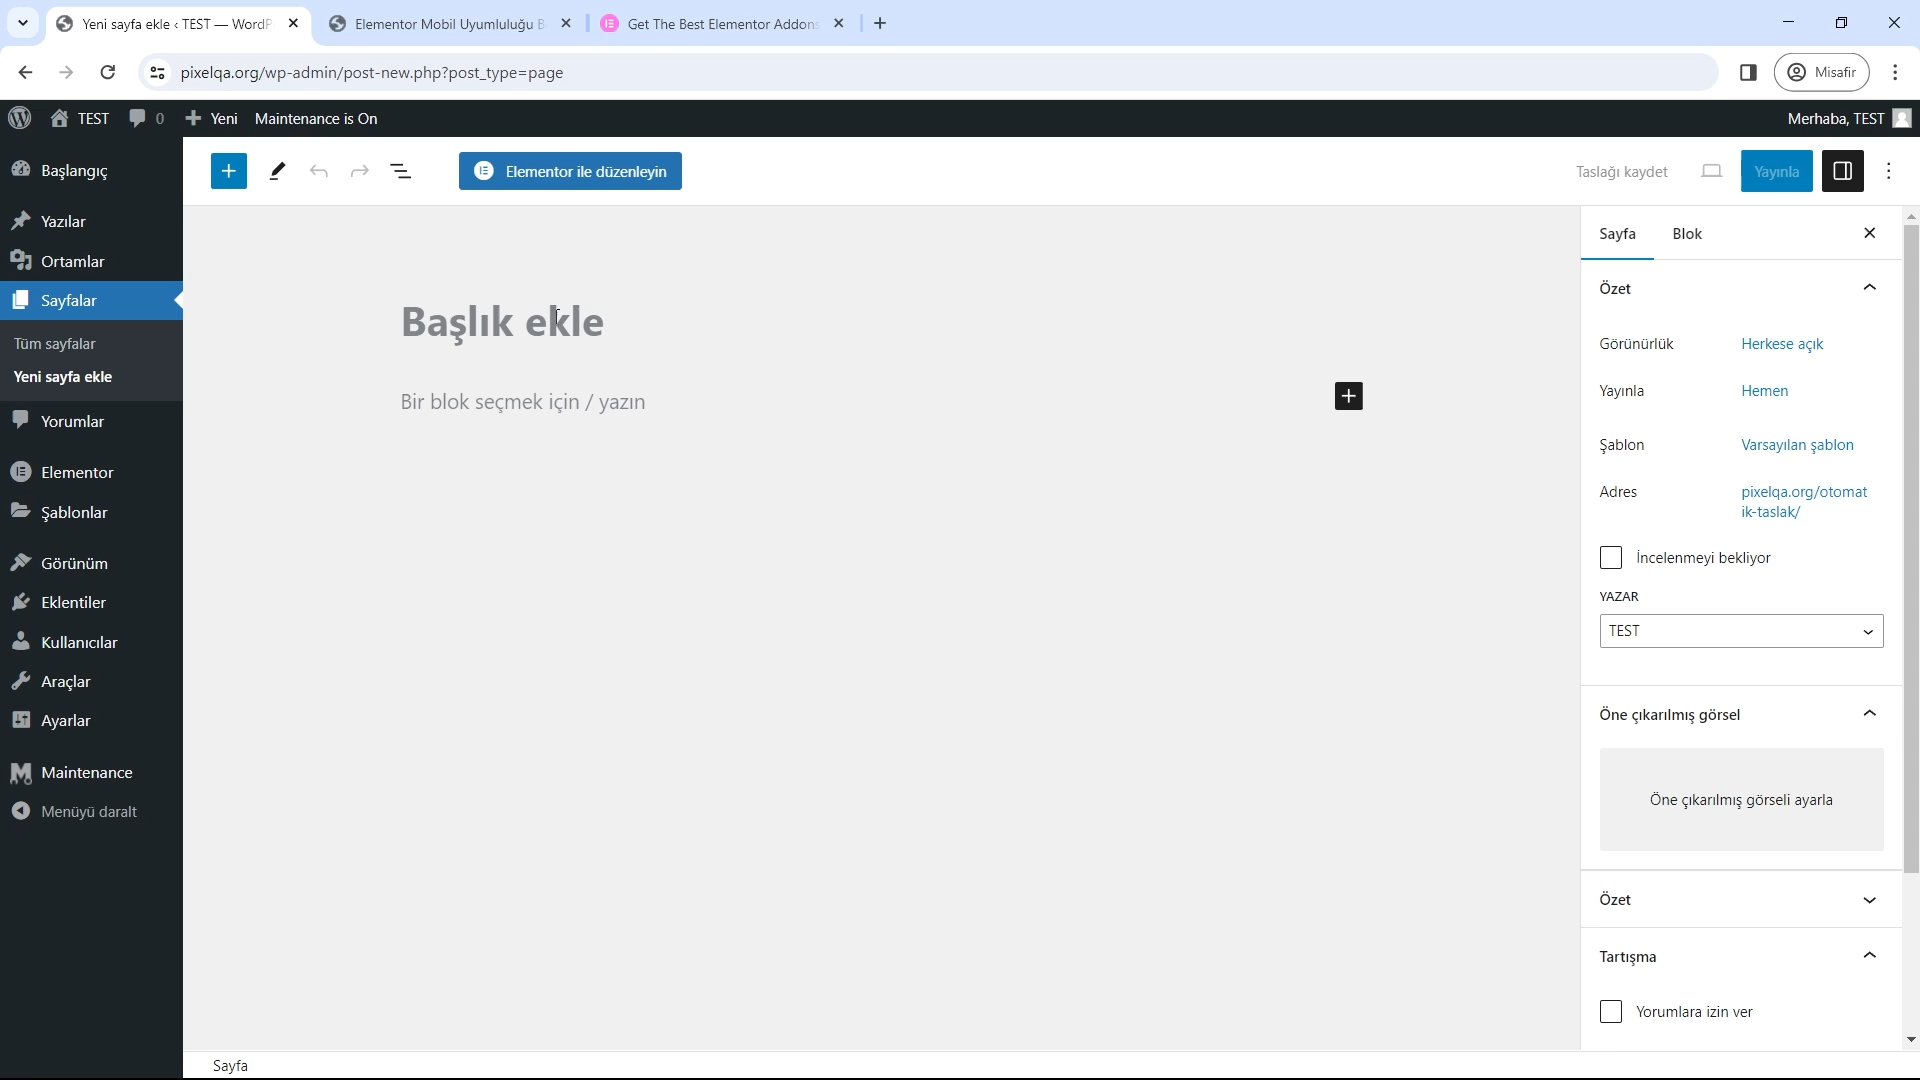 Yeni sayfa ekle ‹ TEST — WordP
Elementor Mobil Uyumluluğu B
Get The Best Elementor Addons
pixelqa.org/wp-admin/post-new.php?post_type=page
Misafir
TEST
0
Yeni
Maintenance is On
Merhaba, TEST
Başlangıç
Yazılar
Ortamlar
Sayfalar
Tüm sayfalar
Yeni sayfa ekle
Yorumlar
Elementor
Şablonlar
Görünüm
Eklentiler
Kullanıcılar
Araçlar
Ayarlar
Maintenance
Menüyü daralt
Elementor ile düzenleyin
Taslağı kaydet
Yayınla
Başlık ekle
Bir blok seçmek için / yazın
Sayfa
Blok
Özet
Görünürlük
Herkese açık
Yayınla
Hemen
Şablon
Varsayılan şablon
Adres
pixelqa.org/otomat
ik-taslak/
İncelenmeyi bekliyor
YAZAR
TEST
Öne çıkarılmış görsel
Öne çıkarılmış görseli ayarla
Özet
Tartışma
Yorumlara izin ver
Sayfa